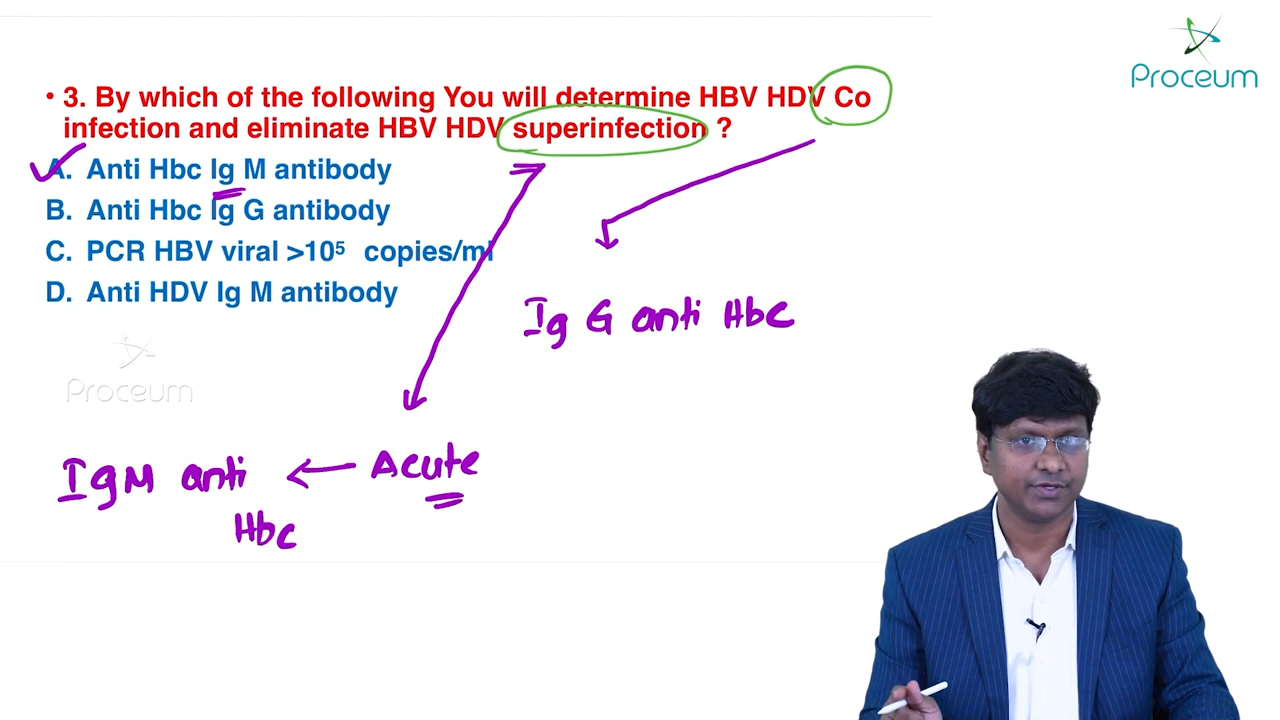 Proceum
• 3. By which of the following You will determine HBV HDV Co
infection and eliminate HBV HDV superinfection ?
A. Anti Hbc Ig M antibody
B. Anti Hbc Ig G antibody
C. PCR HBV viral >10⁵ copies/ml
D. Anti HDV Ig M antibody
Ig G anti Hbc
Proceum
IgM anti ← Acute
Hbc